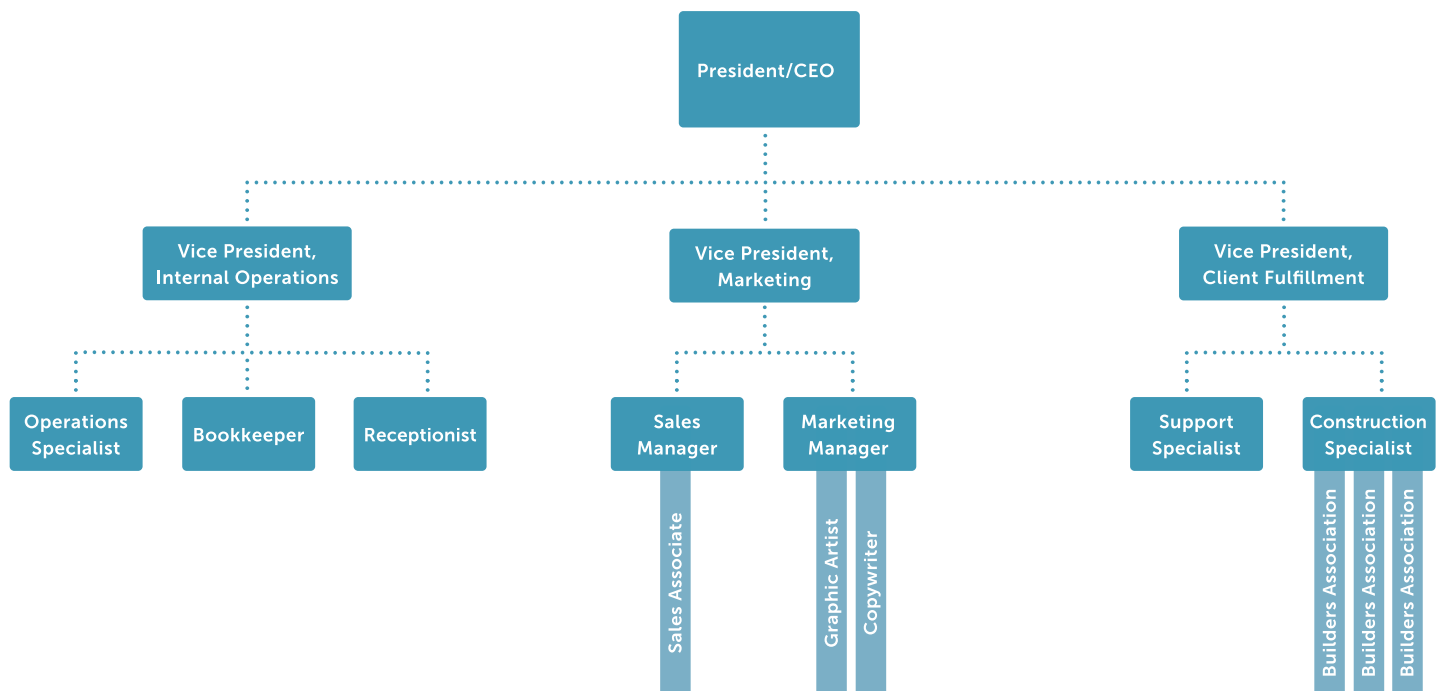 President/CEO
Vice President,
Internal Operations
Vice President,
Marketing
Vice President,
Client Fulfillment
Operations
Specialist
Bookkeeper
Receptionist
Sales
Manager
Marketing
Manager
Support
Specialist
Construction
Specialist
Sales Associate
Graphic Artist
Copywriter
Builders Association
Builders Association
Builders Association